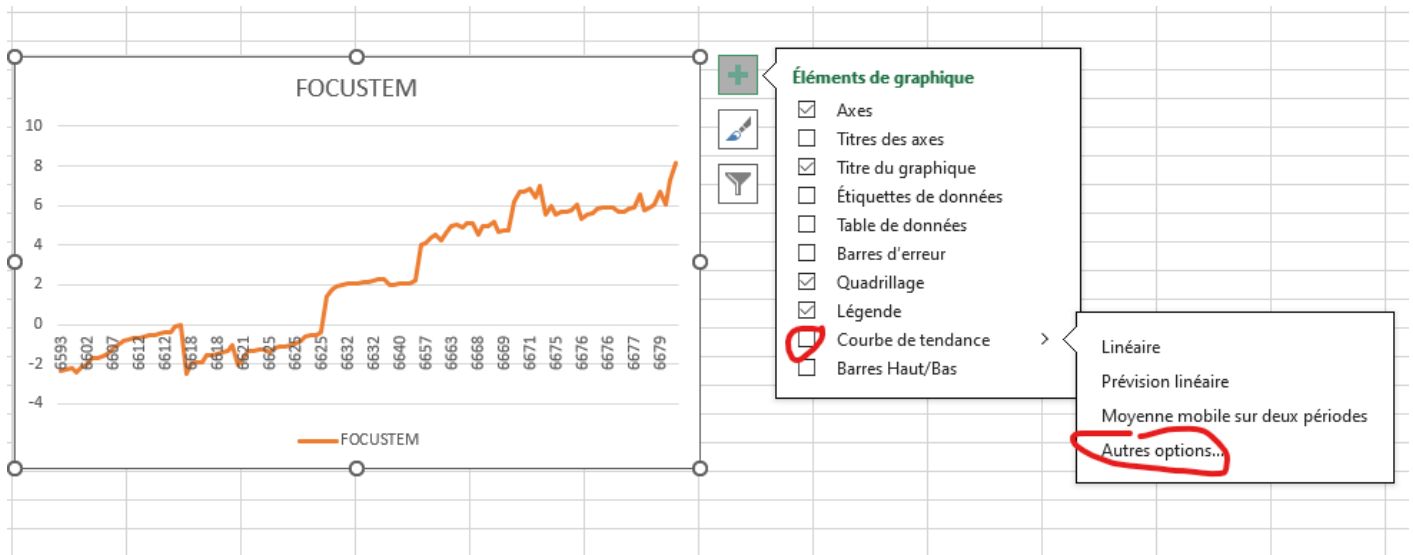 FOCUSTEM
10
8
6
4
2
0
-2
-4
6593
6602
6607
6612
6612
6618
6618
6621
6625
6626
6625
6632
6632
6640
6657
6663
6668
6669
6671
6675
6676
6676
6677
6679
FOCUSTEM
Éléments de graphique
Axes
Titres des axes
Titre du graphique
Étiquettes de données
Table de données
Barres d'erreur
Quadrillage
Légende
Courbe de tendance
Barres Haut/Bas
Linéaire
Prévision linéaire
Moyenne mobile sur deux périodes
Autres options...